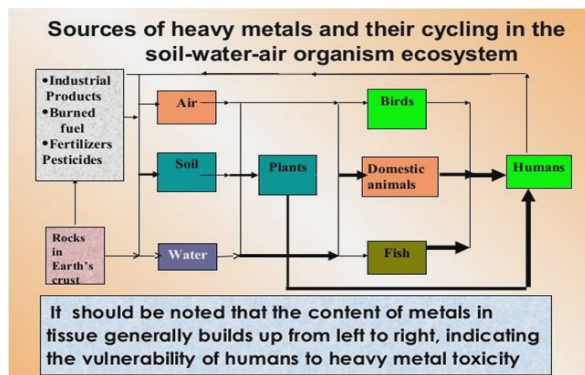 Sources of heavy metals and their cycling in the
soil-water-air organism ecosystem
•Industrial
Products
•Burned
fuel
•Fertilizers
Pesticides
Air
Birds
Soil
Plants
Domestic
animals
Humans
Rocks
in
Earth's
crust
Water
Fish
It should be noted that the content of metals in
tissue generally builds up from left to right, indicating
the vulnerability of humans to heavy metal toxicity